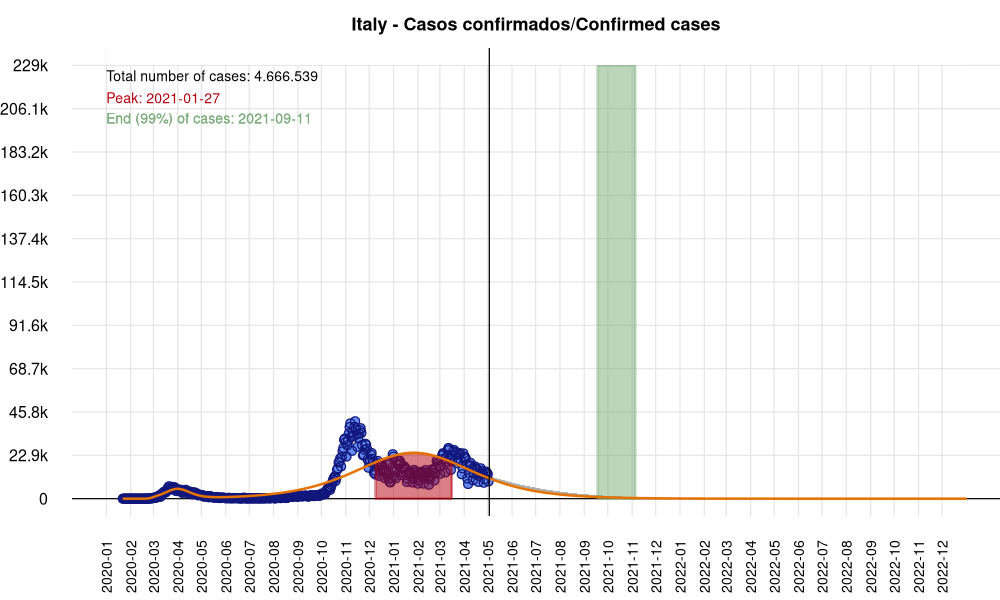 Italy - Casos confirmados/Confirmed cases
Total number of cases: 4.666.539
Peak: 2021-01-27
End (99%) of cases: 2021-09-11
229k
206.1k
183.2k
160.3k
137.4k
114.5k
91.6k
68.7k
45.8k
22.9k
0
2020-01
2020-02
2020-03
2020-04
2020-05
2020-06
2020-07
2020-08
2020-09
2020-10
2020-11
2020-12
2021-01
2021-02
2021-03
2021-04
2021-05
2021-06
2021-07
2021-08
2021-09
2021-10
2021-11
2021-12
2022-01
2022-02
2022-03
2022-04
2022-05
2022-06
2022-07
2022-08
2022-09
2022-10
2022-11
2022-12